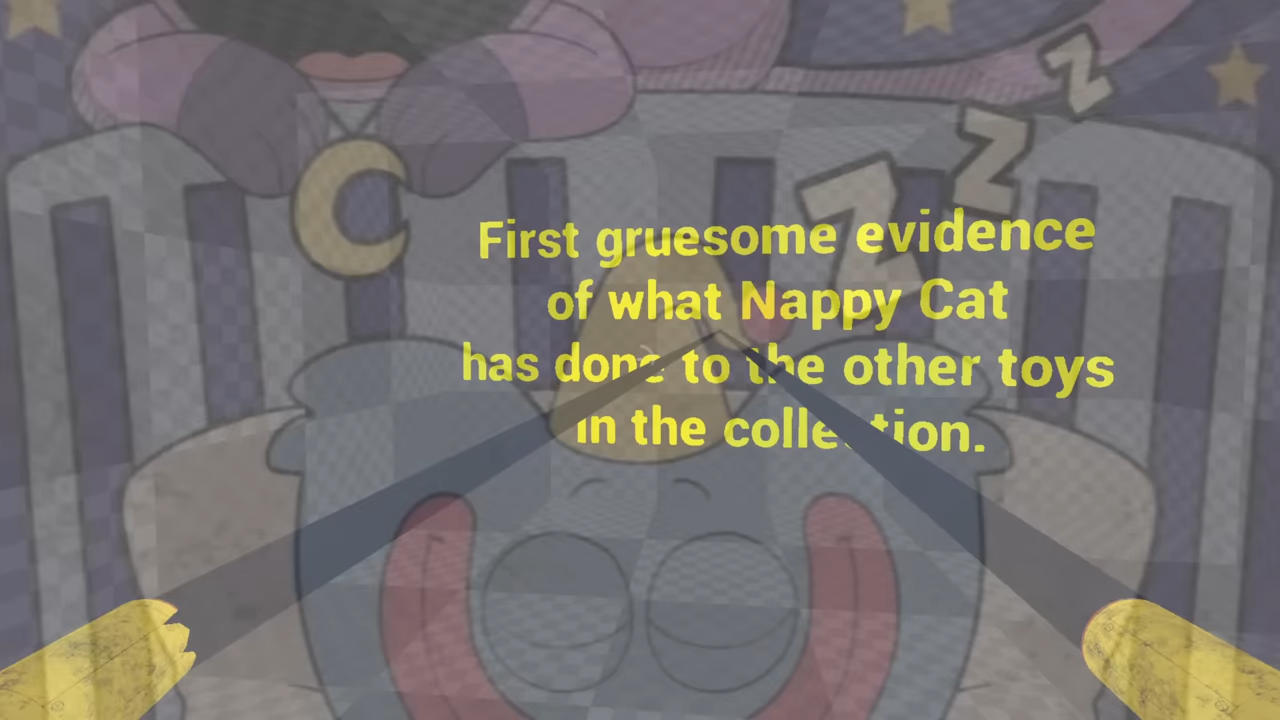 Z
Z
Z
First gruesome evidence
of what Nappy Cat
has done to the other toys
in the collection.